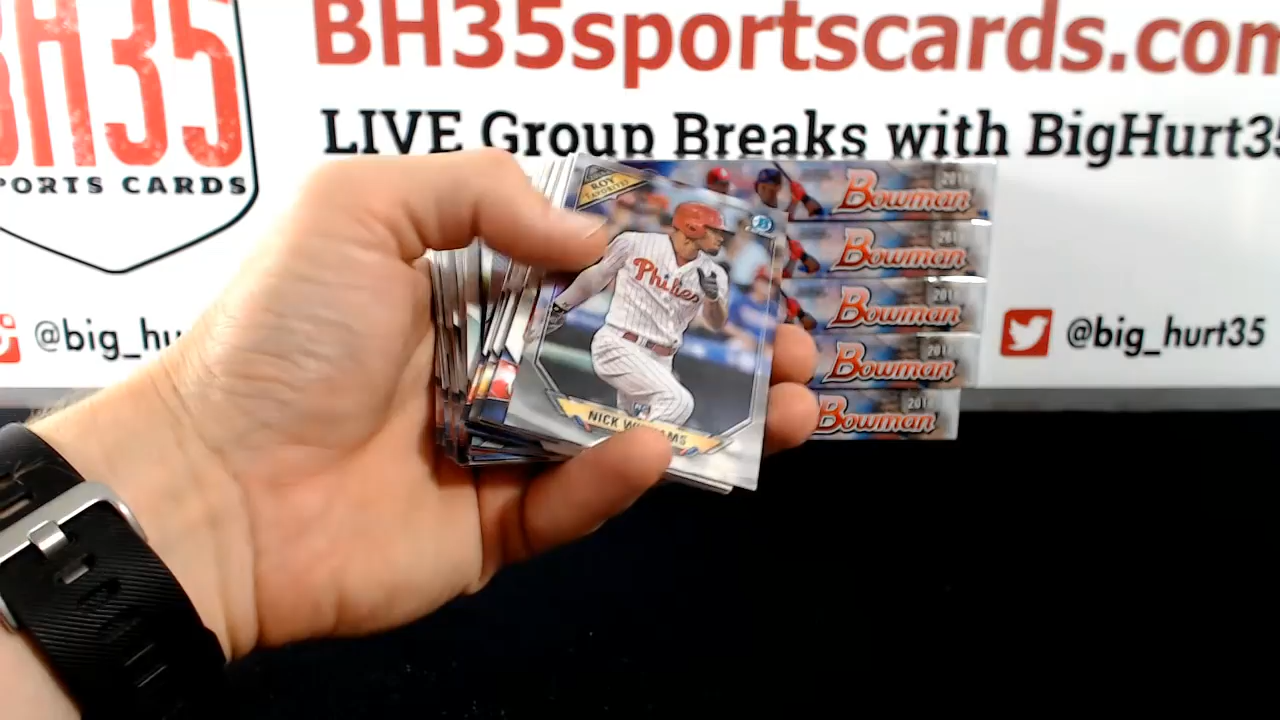 BH35
PORTS CARDS
BH35sportscards.com
LIVE Group Breaks with BigHurt35
@big_hu
@big_hurt35
ROY
FAVORITES
Phillies
NICK WILLIAMS
Bowman
Bowman
Bowman
Bowman
Bowman